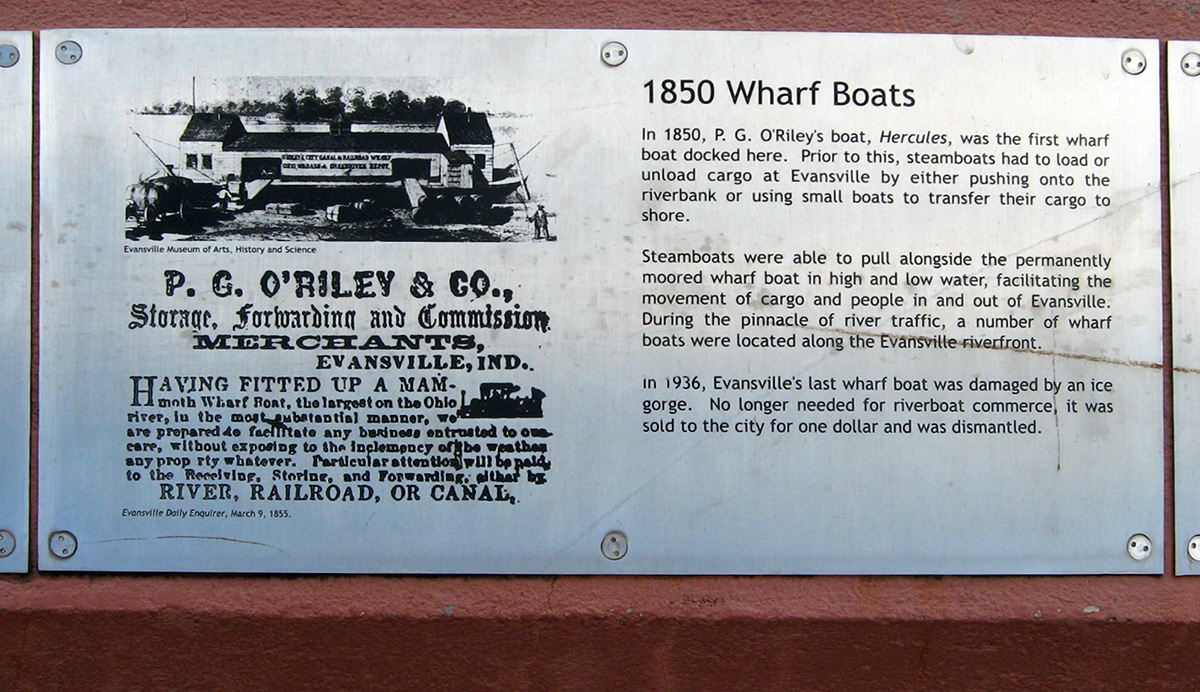 O'RILEY & CITY CANAL & RAILROAD WHARF
OHIO, WABASH & GREEN RIVER DEPOT.
Evansville Museum of Arts, History and Science
P. G. O'RILEY & CO.,
Storage, Forwarding and Commission
MERCHANTS,
EVANSVILLE, IND.
HAVING FITTED UP A MAM-
moth Wharf Boat, the largest on the Ohio
river, in the most substantial manner, we
are prepared to facilitate any business entrusted to our
care, without exposing to the inclemency of the weather
any prop rty whatever. Particular attention will be paid
to the Receiving, Storing, and Forwarding, either by
RIVER, RAILROAD, OR CANAL.
Evansville Daily Enquirer, March 9, 1855.
1850 Wharf Boats
In 1850, P. G. O'Riley's boat, Hercules, was the first wharf
boat docked here. Prior to this, steamboats had to load or
unload cargo at Evansville by either pushing onto the
riverbank or using small boats to transfer their cargo to
shore.
Steamboats were able to pull alongside the permanently
moored wharf boat in high and low water, facilitating the
movement of cargo and people in and out of Evansville.
During the pinnacle of river traffic, a number of wharf
boats were located along the Evansville riverfront.
In 1936, Evansville's last wharf boat was damaged by an ice
gorge. No longer needed for riverboat commerce, it was
sold to the city for one dollar and was dismantled.